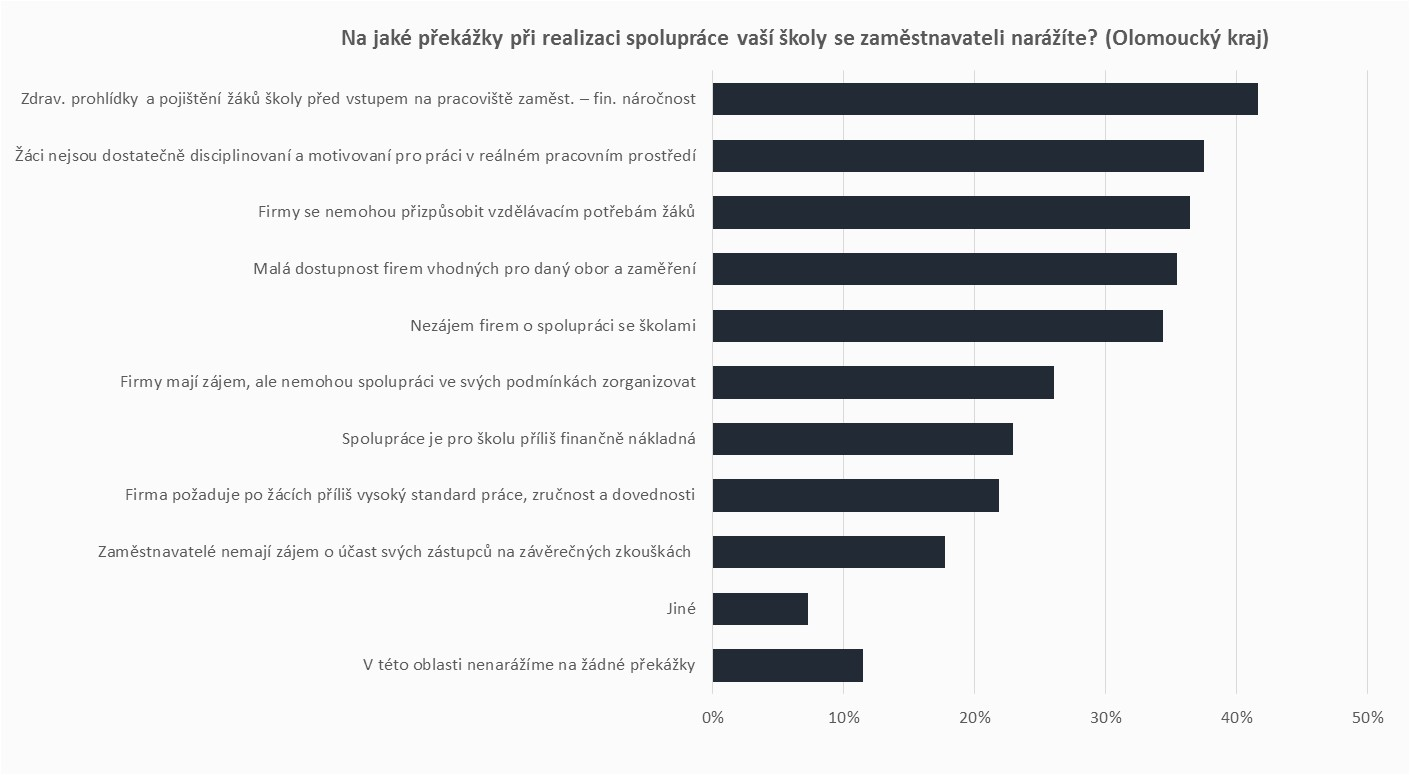 Na jaké překážky při realizaci spolupráce vaší školy se zaměstnavateli narážíte? (Olomoucký kraj)
Zdrav. prohlídky a pojištění žáků školy před vstupem na pracoviště zaměst. – fin. náročnost
Žáci nejsou dostatečně disciplinovaní a motivovaní pro práci v reálném pracovním prostředí
Firmy se nemohou přizpůsobit vzdělávacím potřebám žáků
Malá dostupnost firem vhodných pro daný obor a zaměření
Nezájem firem o spolupráci se školami
Firmy mají zájem, ale nemohou spolupráci ve svých podmínkách zorganizovat
Spolupráce je pro školu příliš finančně nákladná
Firma požaduje po žácích příliš vysoký standard práce, zručnost a dovednosti
Zaměstnavatelé nemají zájem o účast svých zástupců na závěrečných zkouškách
Jiné
V této oblasti nenarážíme na žádné překážky
0% 10% 20% 30% 40% 50%